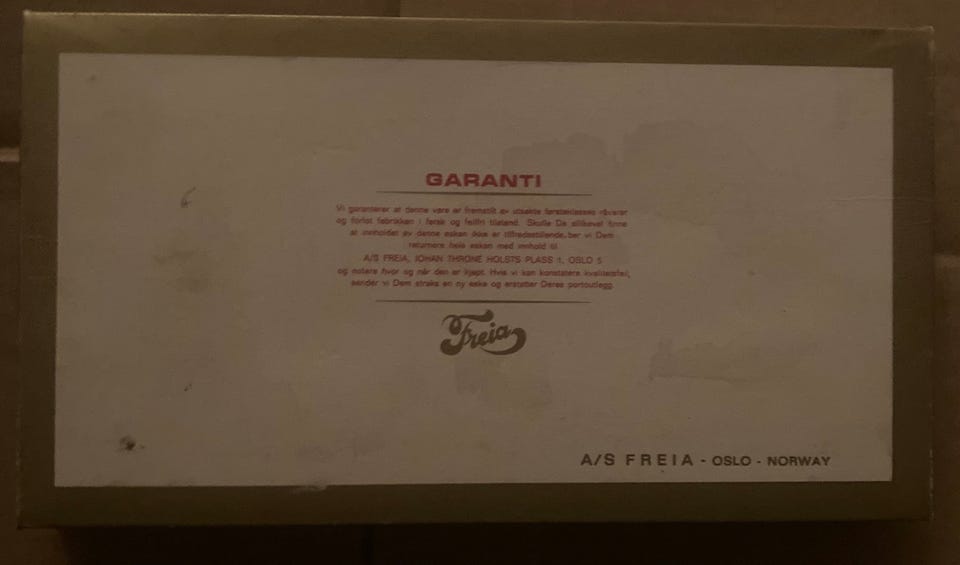 GARANTI
Vi garanterer at denne vare er fremstilt av utsøkte førsteklasses råvarer
og forlot fabrikken i fersk og feilfri tilstand. Skulle De allikevel finne
at innholdet av denne esken ikke er tilfredsstillende, ber vi Dem
returnere hele esken med innhold til
A/S FREIA, JOHAN THRONE HOLSTS PLASS 1, OSLO 5
og notere hvor og når den er kjøpt. Hvis vi kan konstatere kvalitetsfeil,
sender vi Dem straks en ny eske og erstatter Deres portoutlegg.
Freia
A/S FREIA - OSLO - NORWAY